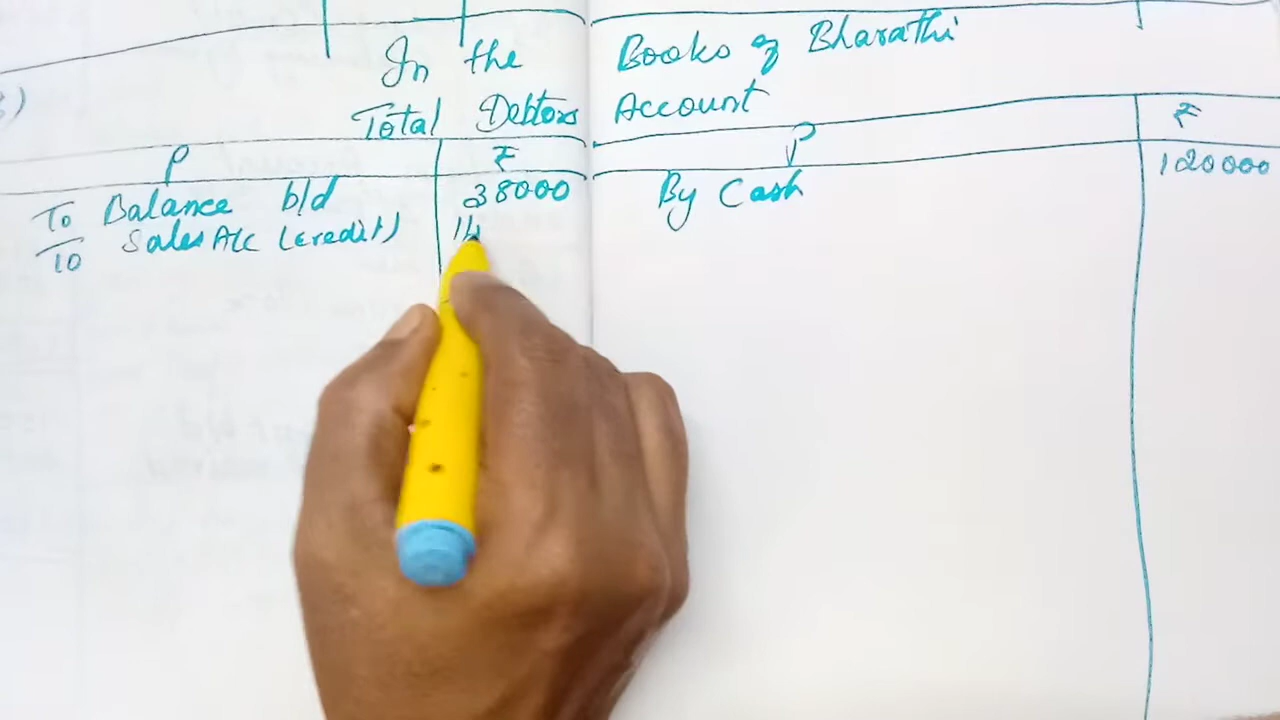 In the Books of Bharathi
Total Debtors Account
P ₹ P ₹
To Balance b/d 38000 By Cash 120000
To Sales A/c (credit)